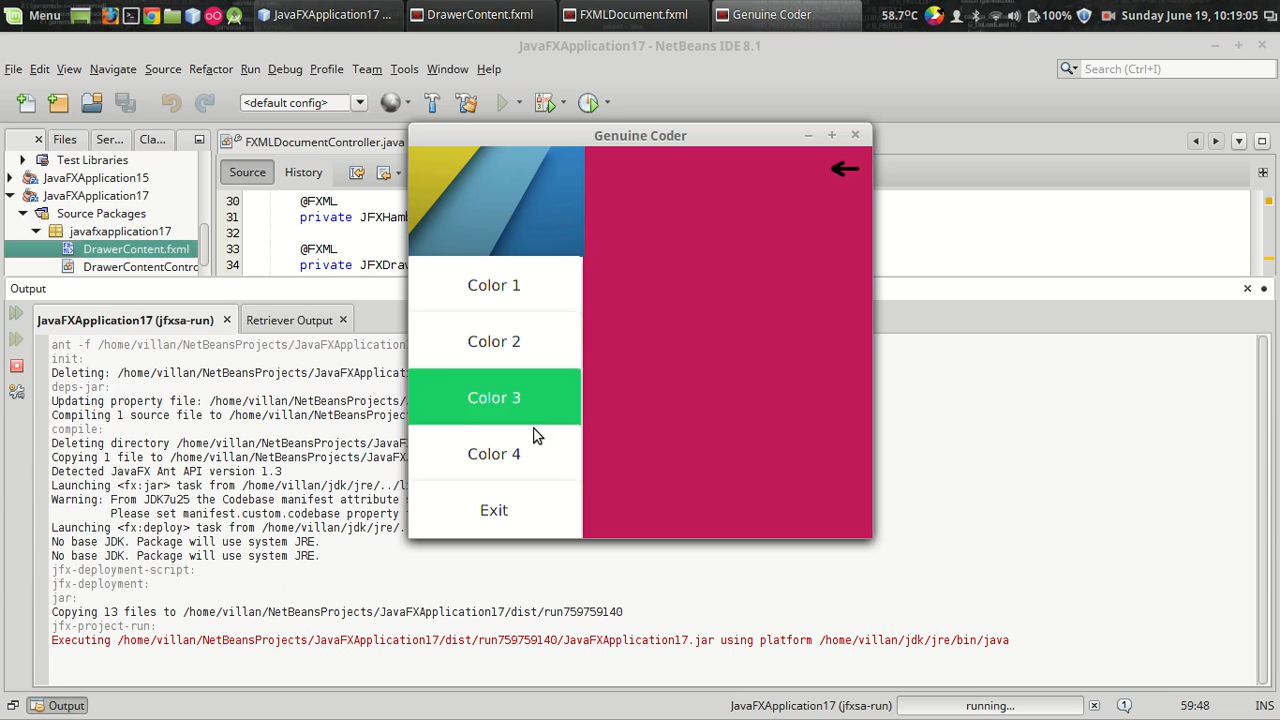 Menu
JavaFXApplication17 ...
DrawerContent.fxml
FXMLDocument.fxml
Genuine Coder
58.7ºC
100%
Sunday June 19, 10:19:05
JavaFXApplication17 - NetBeans IDE 8.1
File Edit View Navigate Source Refactor Run Debug Profile Team Tools Window Help
Search (Ctrl+I)
<default config>
Files Ser... Cla...
FXMLDocumentController.java
Genuine Coder
Test Libraries
JavaFXApplication15
JavaFXApplication17
Source Packages
javafxapplication17
DrawerContent.fxml
DrawerContentContro
Source History
30 @FXML
31 private JFXHam
32
33 @FXML
34 private JFXDra
Color 1
Color 2
Color 3
Color 4
Exit
Output
JavaFXApplication17 (jfxsa-run)
Retriever Output
ant -f /home/villan/NetBeansProjects/JavaFXApplication
init:
Deleting: /home/villan/NetBeansProjects/JavaFXApplicat
deps-jar:
Updating property file: /home/villan/NetBeansProjects/
Compiling 1 source file to /home/villan/NetBeansProjec
compile:
Deleting directory /home/villan/NetBeansProjects/JavaF
Copying 1 file to /home/villan/NetBeansProjects/JavaFX
Detected JavaFX Ant API version 1.3
Launching <fx:jar> task from /home/villan/jdk/jre/../l
Warning: From JDK7u25 the Codebase manifest attribute
Please set manifest.custom.codebase property
Launching <fx:deploy> task from /home/villan/jdk/jre/.
No base JDK. Package will use system JRE.
No base JDK. Package will use system JRE.
jfx-deployment-script:
jfx-deployment:
jar:
Copying 13 files to /home/villan/NetBeansProjects/JavaFXApplication17/dist/run759759140
jfx-project-run:
Executing /home/villan/NetBeansProjects/JavaFXApplication17/dist/run759759140/JavaFXApplication17.jar using platform /home/villan/jdk/jre/bin/java
Output
JavaFXApplication17 (jfxsa-run)
running...
1
59:48
INS